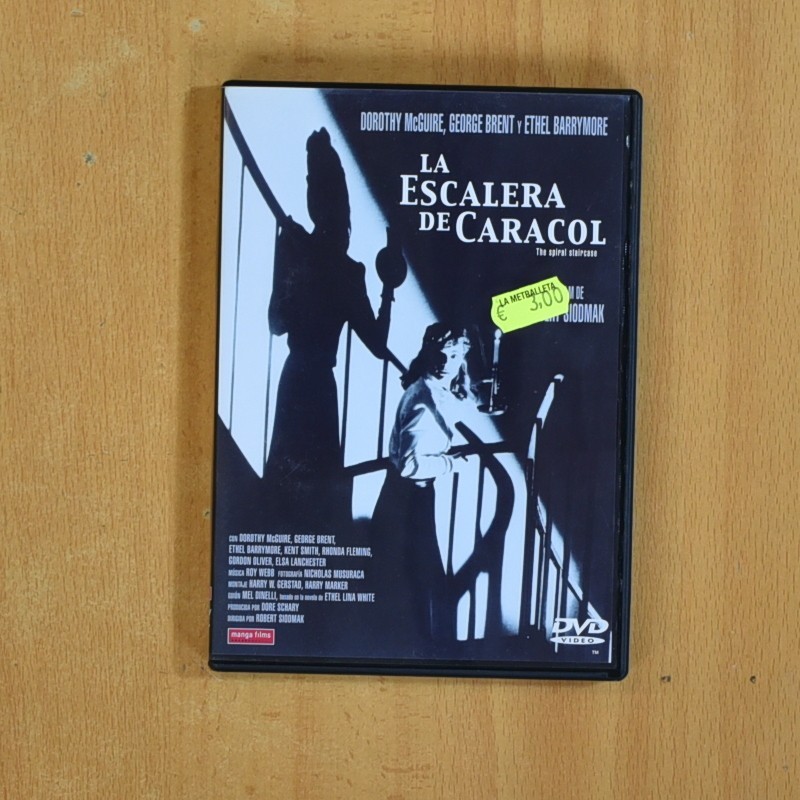 DOROTHY McGUIRE, GEORGE BRENT Y ETHEL BARRYMORE
LA
ESCALERA
DE CARACOL
The spiral staircase
LA METRALLETA
€ 3,00
M DE
SIODMAK
CON DOROTHY McGUIRE, GEORGE BRENT,
ETHEL BARRYMORE, KENT SMITH, RHONDA FLEMING,
GORDON OLIVER, ELSA LANCHESTER
MÚSICA ROY WEBB FOTOGRAFÍA NICHOLAS MUSURACA
MONTAJE HARRY W. GERSTAD, HARRY MARKER
GUIÓN MEL DINELLI, basado en la novela de ETHEL LINA WHITE
PRODUCIDA POR DORE SCHARY
DIRIGIDA POR ROBERT SIODMAK
manga films
DVD
VIDEO
TM